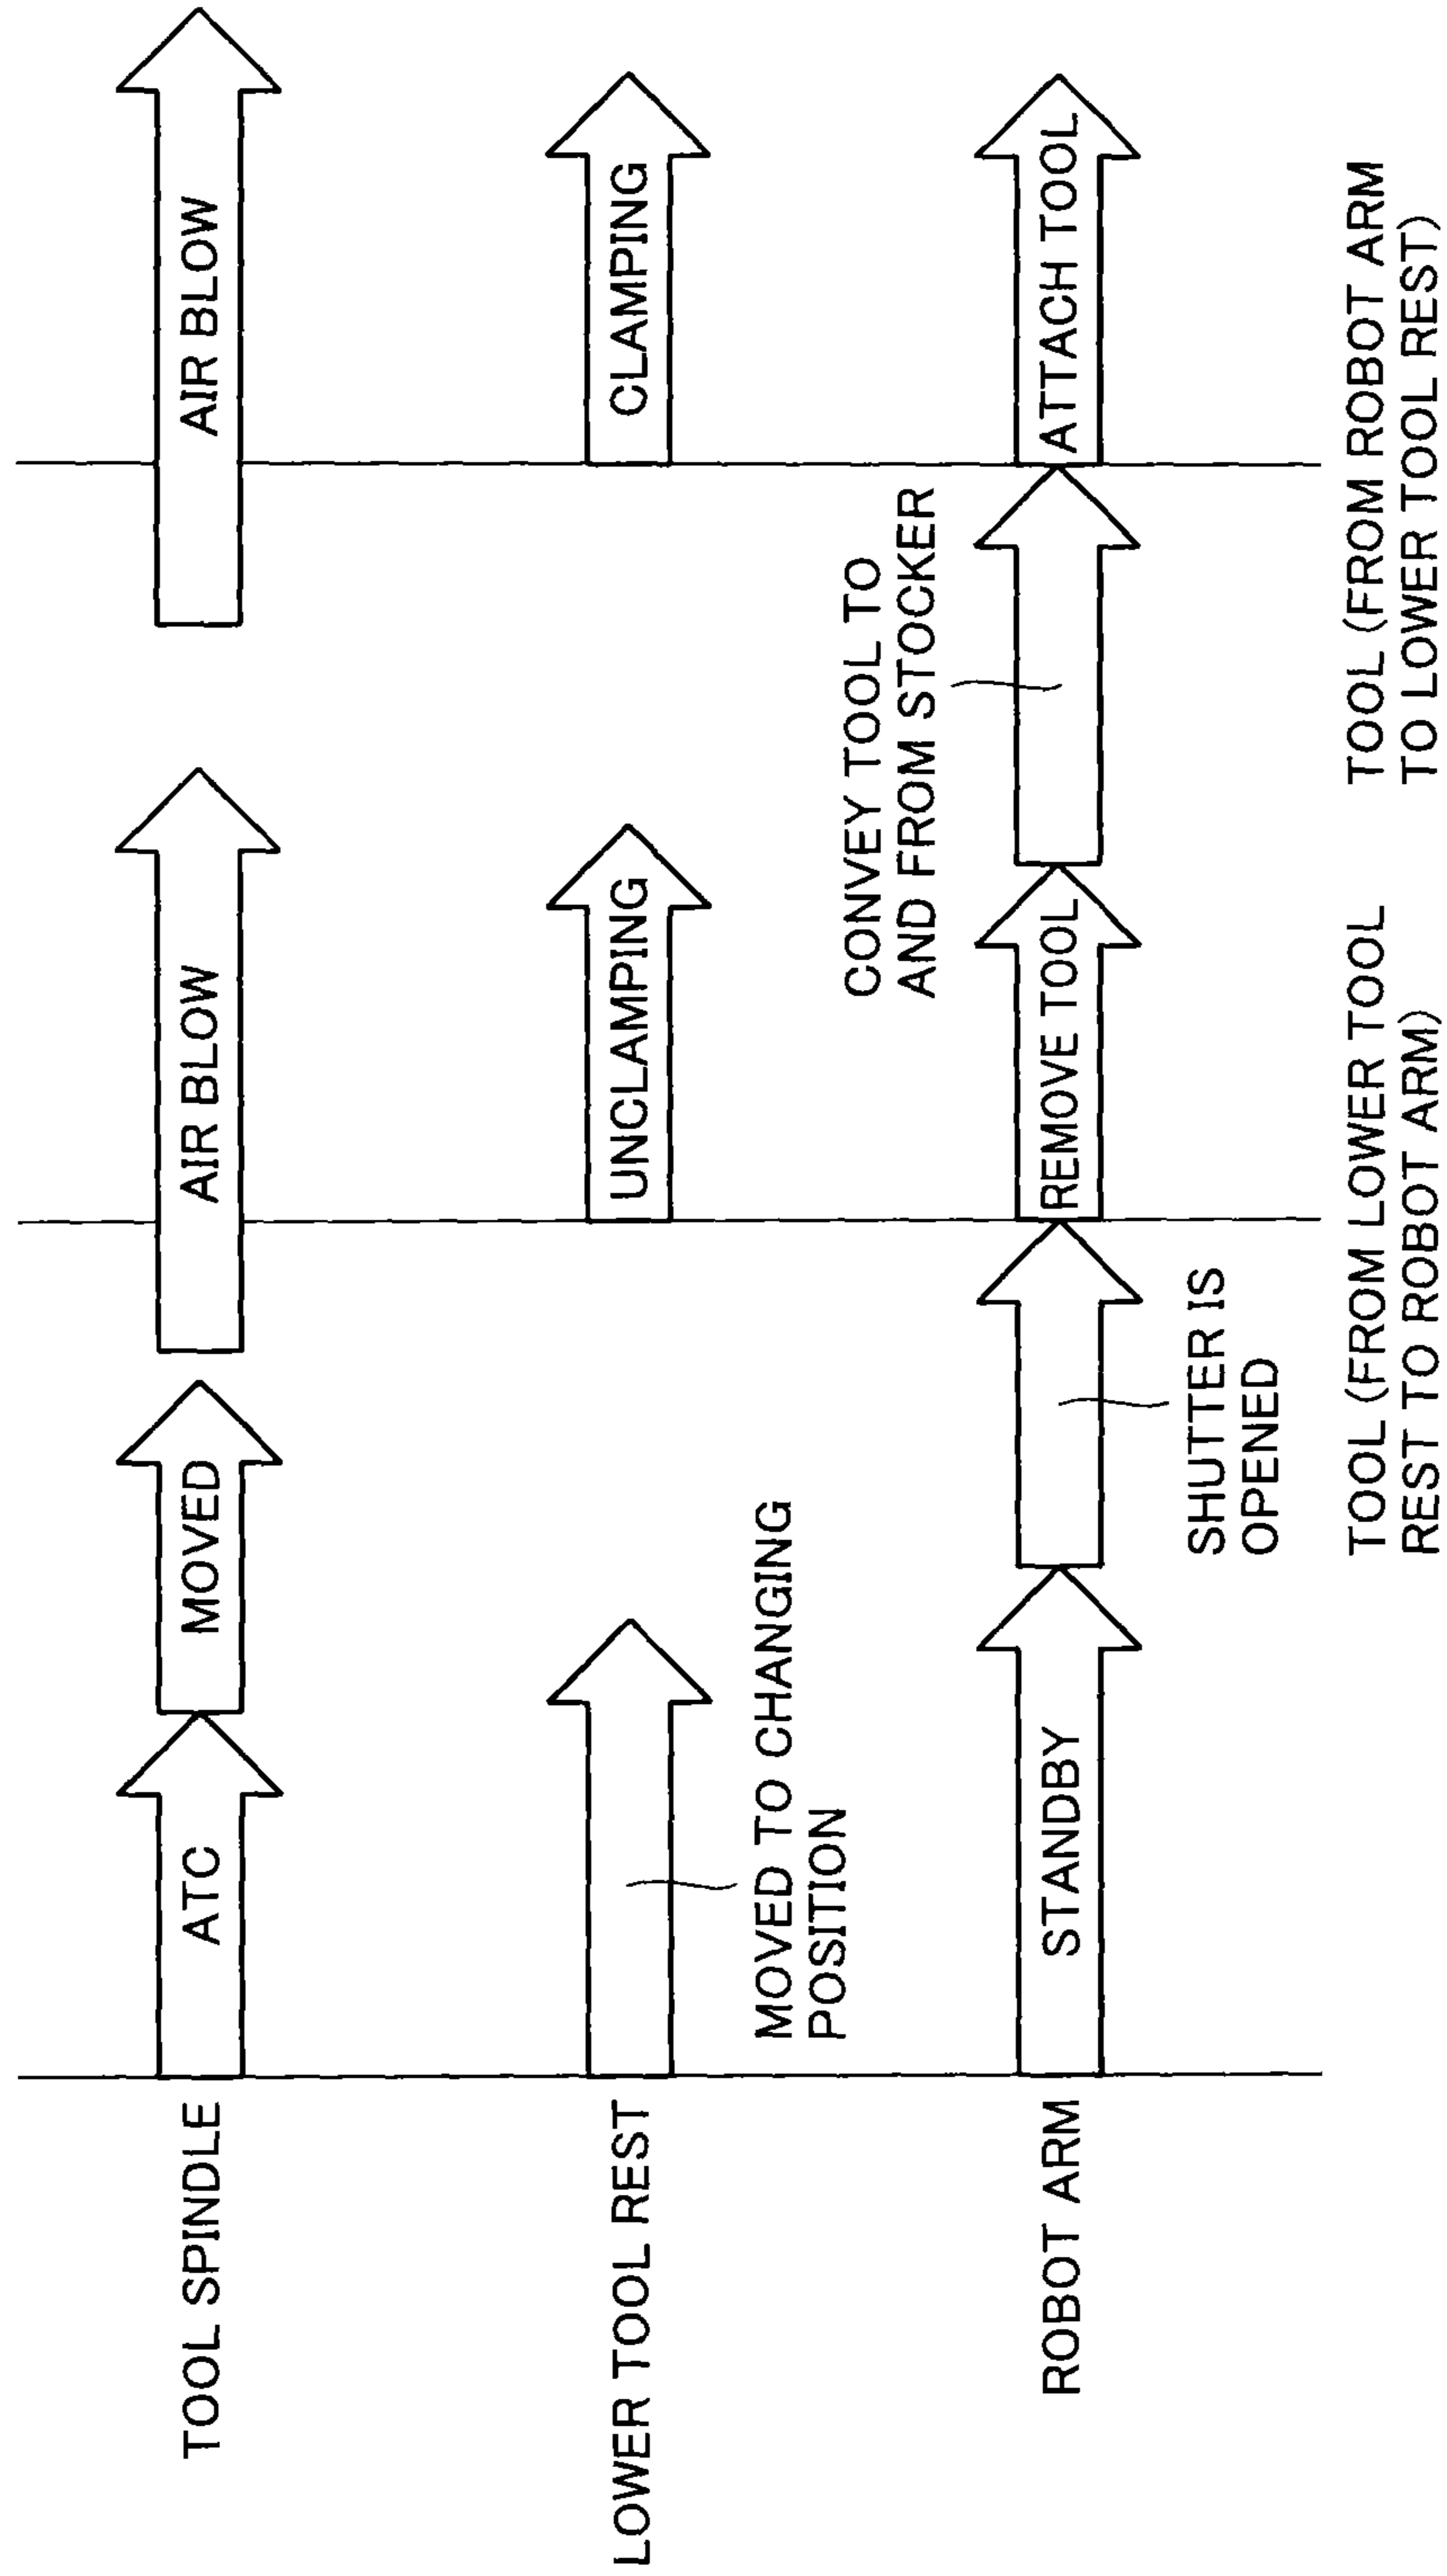 TOOL SPINDLE
ATC
MOVED
AIR BLOW
AIR BLOW
LOWER TOOL REST
MOVED TO CHANGING
POSITION
UNCLAMPING
CLAMPING
ROBOT ARM
STANDBY
SHUTTER IS
OPENED
REMOVE TOOL
CONVEY TOOL TO
AND FROM STOCKER
ATTACH TOOL
TOOL (FROM LOWER TOOL
REST TO ROBOT ARM)
TOOL (FROM ROBOT ARM
TO LOWER TOOL REST)